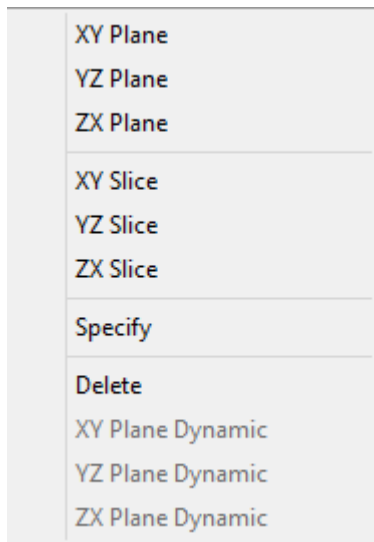 XY Plane
YZ Plane
ZX Plane
XY Slice
YZ Slice
ZX Slice
Specify
Delete
XY Plane Dynamic
YZ Plane Dynamic
ZX Plane Dynamic